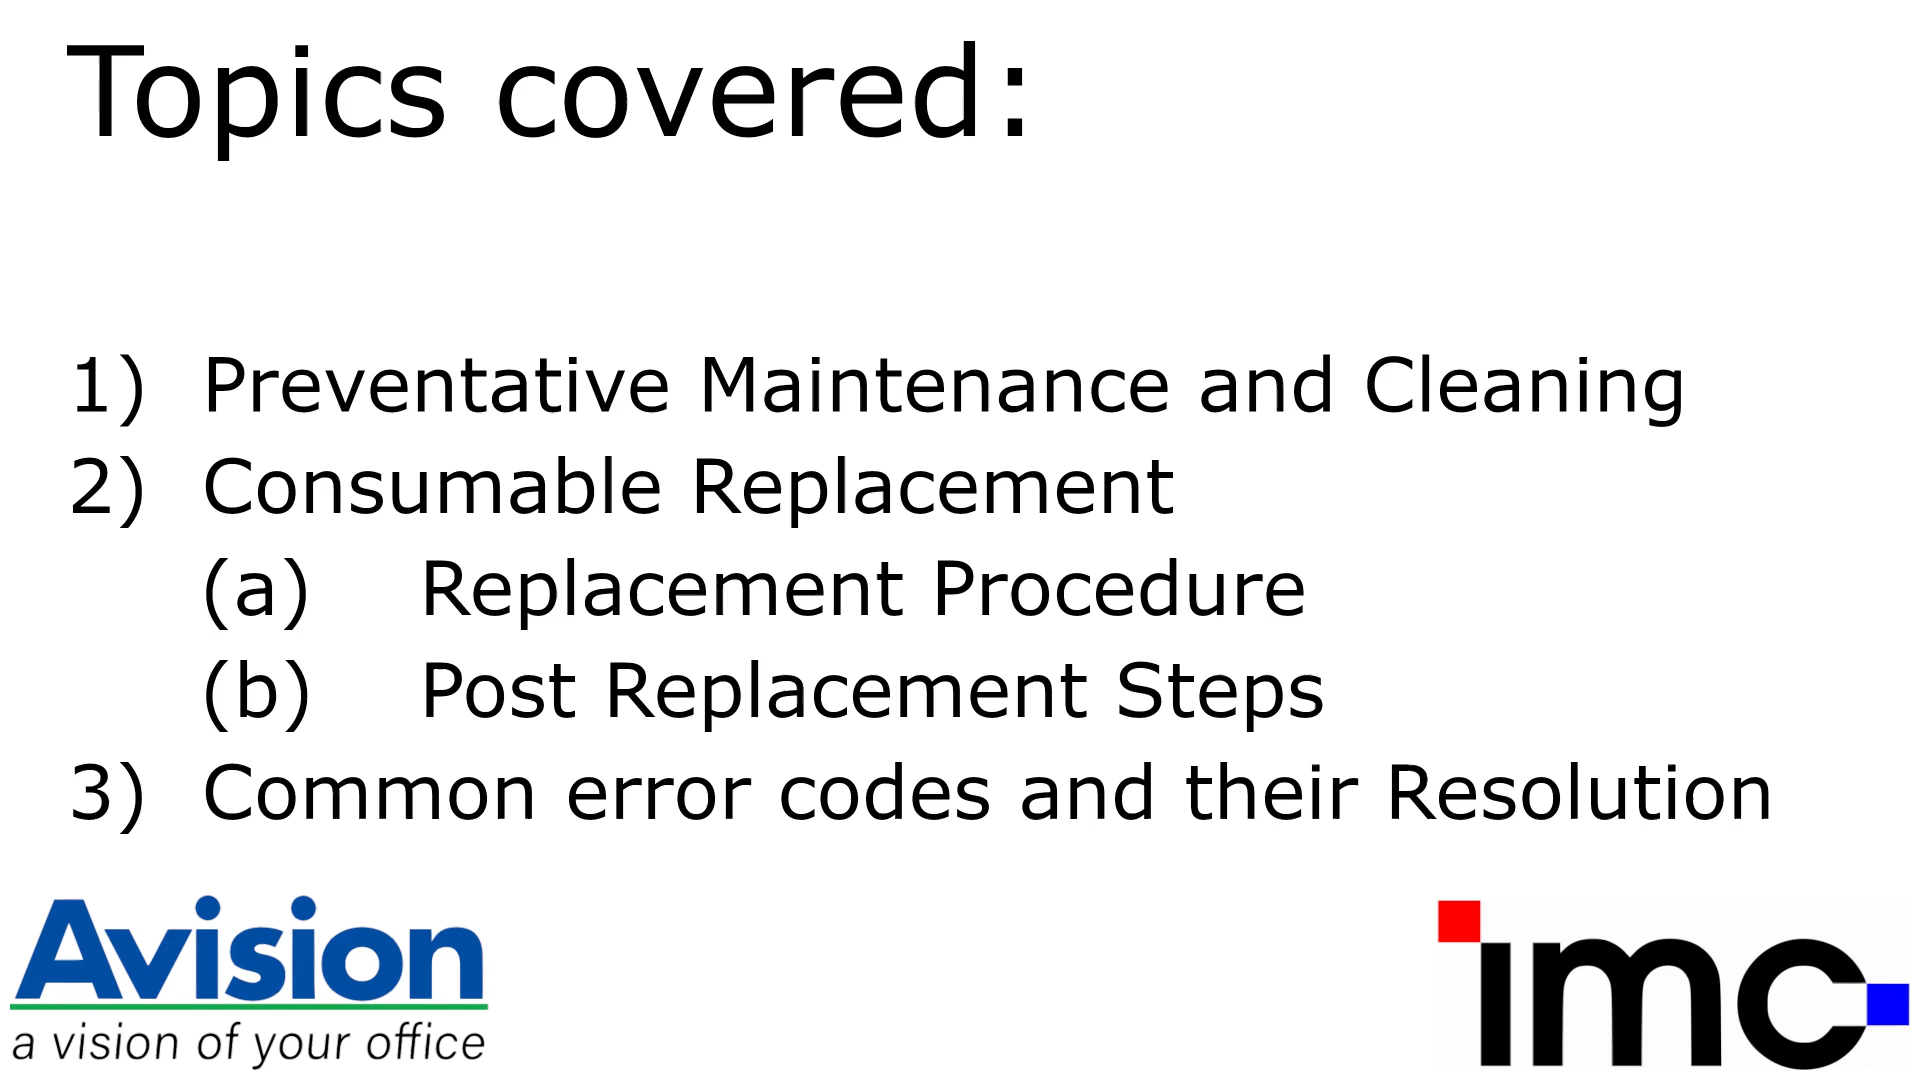 Topics covered:
1) Preventative Maintenance and Cleaning
2) Consumable Replacement
(a) Replacement Procedure
(b) Post Replacement Steps
3) Common error codes and their Resolution
Avision
a vision of your office
imc